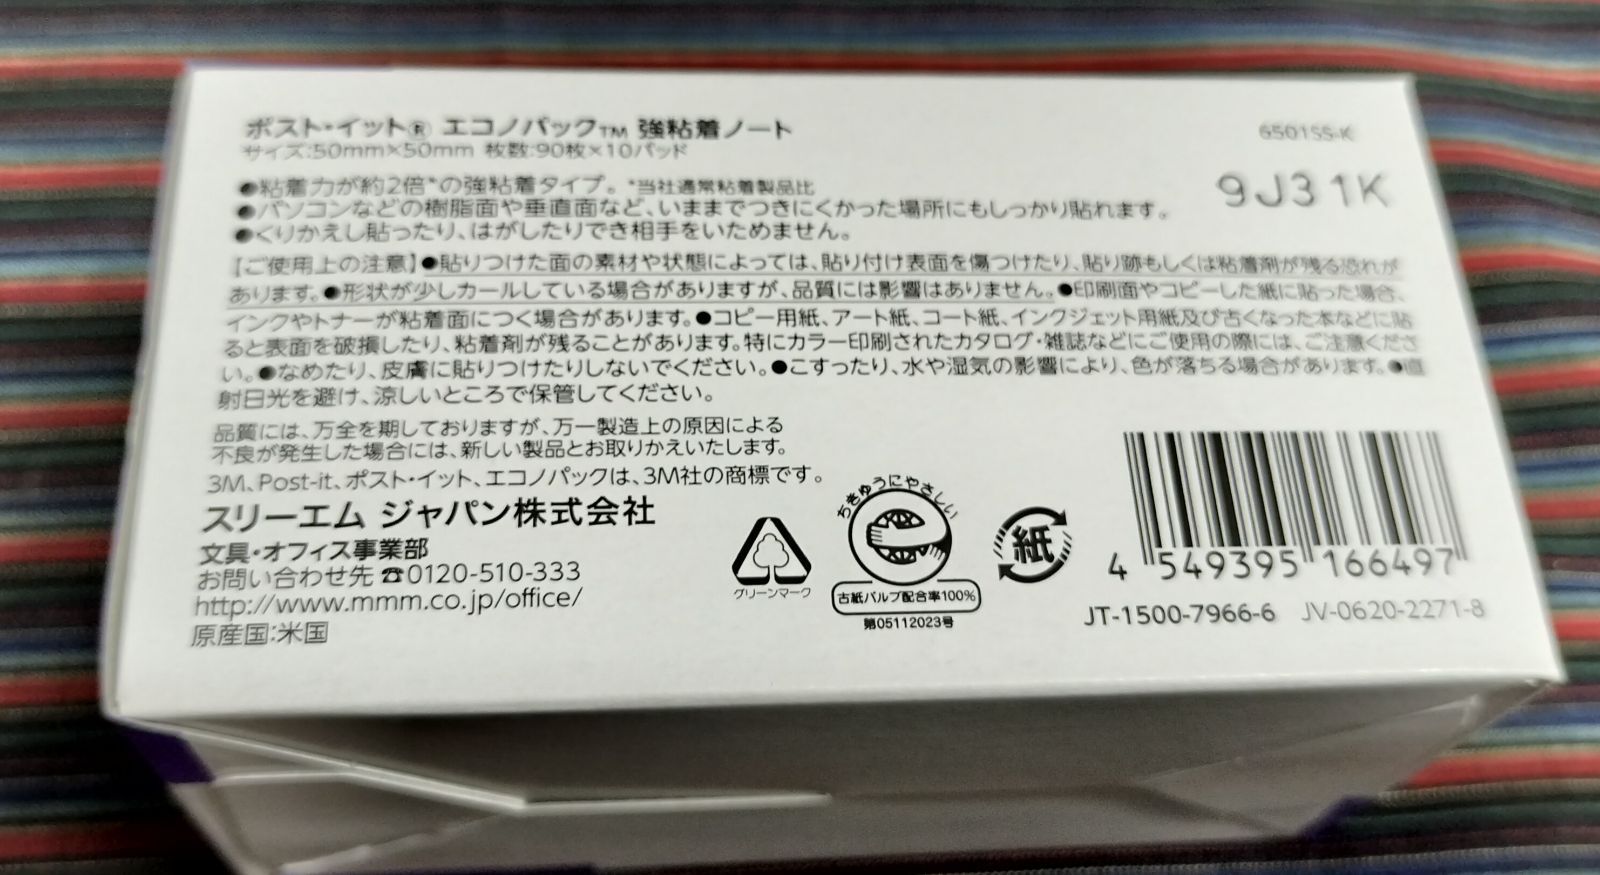 ポスト・イット® エコノパック™ 強粘着ノート
6501SS-K
サイズ:50mm×50mm 枚数:90枚×10パッド
9J31K
●粘着力が約2倍*の強粘着タイプ。*当社通常粘着製品比
●パソコンなどの樹脂面や垂直面など、いままでつきにくかった場所にもしっかり貼れます。
●くりかえし貼ったり、はがしたりでき相手をいためません。
【ご使用上の注意】●貼りつけた面の素材や状態によっては、貼り付け表面を傷つけたり、貼り跡もしくは粘着剤が残る恐れが
あります。●形状が少しカールしている場合がありますが、品質には影響はありません。●印刷面やコピーした紙に貼った場合、
インクやトナーが粘着面につく場合があります。●コピー用紙、アート紙、コート紙、インクジェット用紙及び古くなった本などに貼
ると表面を破損したり、粘着剤が残ることがあります。特にカラー印刷されたカタログ・雑誌などにご使用の際には、ご注意くださ
い。●なめたり、皮膚に貼りつけたりしないでください。●こすったり、水や湿気の影響により、色が落ちる場合があります。●直
射日光を避け、涼しいところで保管してください。
品質には、万全を期しておりますが、万一製造上の原因による
不良が発生した場合には、新しい製品とお取りかえいたします。
3M、Post-it、ポスト・イット、エコノパックは、3M社の商標です。
スリーエム ジャパン株式会社
文具・オフィス事業部
お問い合わせ先 ☎0120-510-333
http://www.mmm.co.jp/office/
原産国:米国
グリーンマーク
ちきゅうにやさしい
古紙パルプ配合率100%
第05112023号
紙
4 549395 166497
JT-1500-7966-6 JV-0620-2271-8